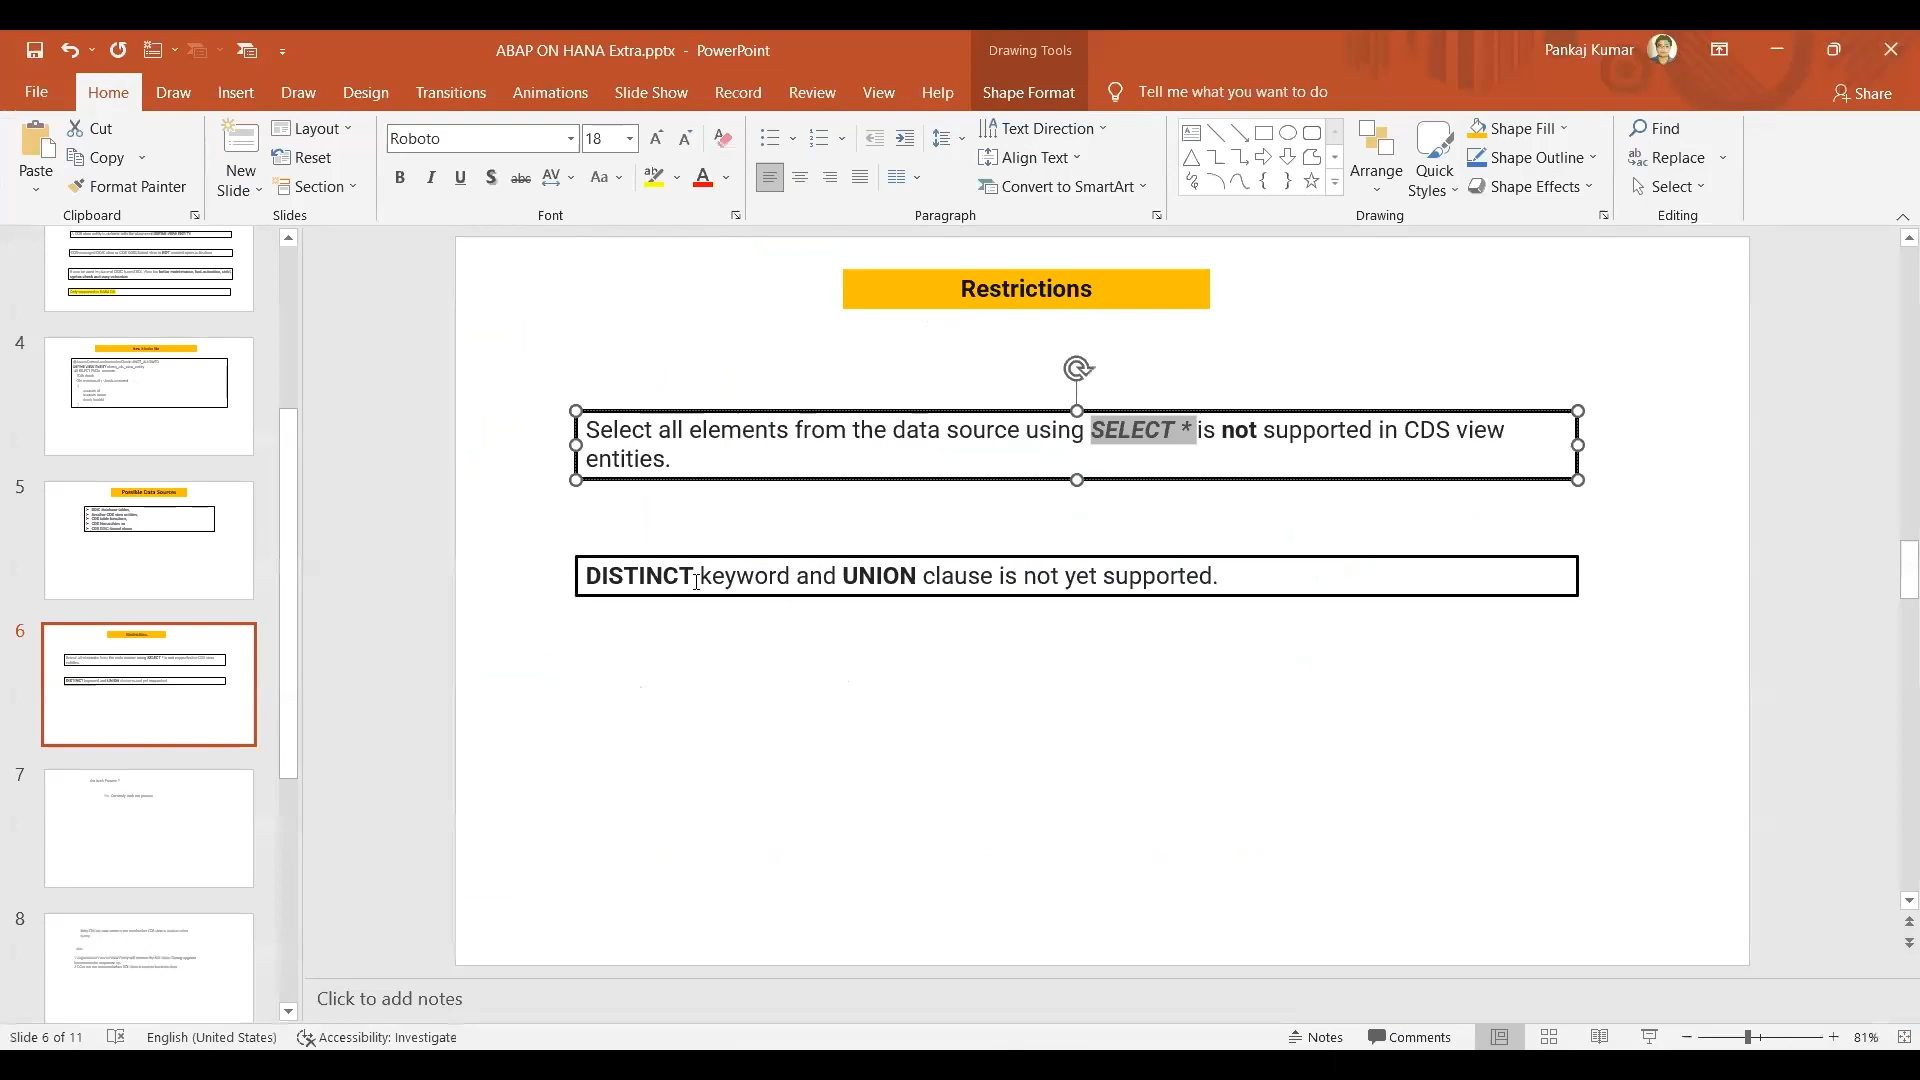 ABAP ON HANA Extra.pptx - PowerPoint
Drawing Tools
Pankaj Kumar
File Home Draw Insert Draw Design Transitions Animations Slide Show Record Review View Help Shape Format Tell me what you want to do Share
Paste
Cut
Copy
Format Painter
Clipboard
New Slide
Layout
Reset
Section
Slides
Roboto 18
B I U S abc AV Aa A
Font
Text Direction
Align Text
Convert to SmartArt
Paragraph
Arrange
Quick Styles
Shape Fill
Shape Outline
Shape Effects
Drawing
Find
Replace
Select
Editing
4
5
Possible Data Sources
6
7
8
Restrictions
Select all elements from the data source using SELECT * is not supported in CDS view
entities.
DISTINCT keyword and UNION clause is not yet supported.
Click to add notes
Slide 6 of 11 English (United States) Accessibility: Investigate Notes Comments 81%